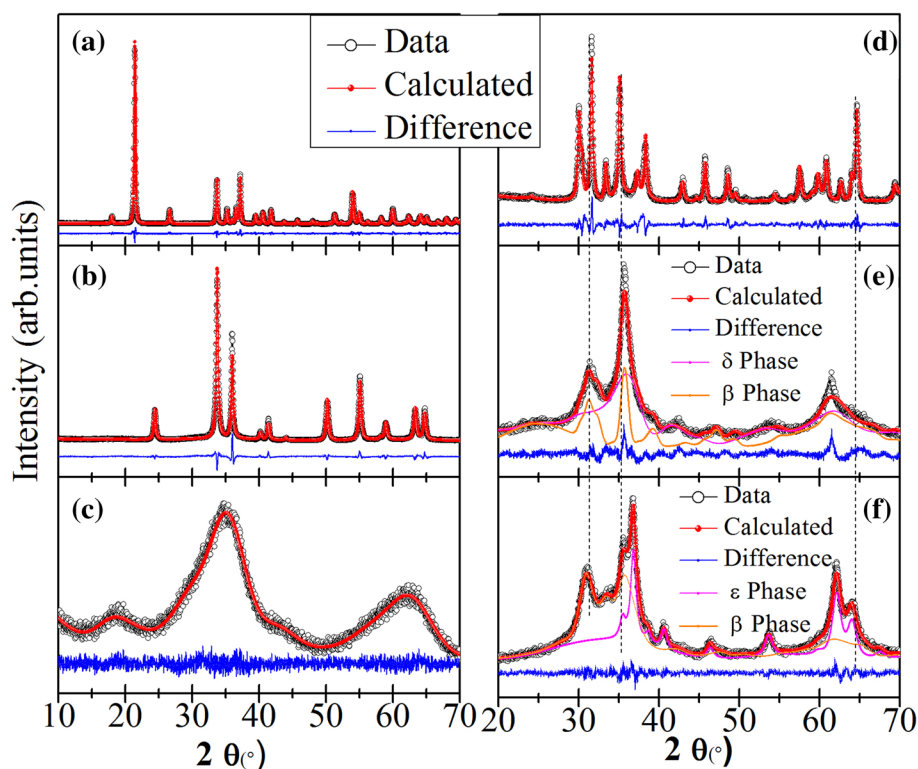 (a)
Data
Calculated
Difference
(d)
(b)
(e)
Data
Calculated
Difference
δ Phase
β Phase
(c)
(f)
Data
Calculated
Difference
ε Phase
β Phase
Intensity (arb.units)
10 20 30 40 50 60 70
20 30 40 50 60 70
2 θ(°)
2 θ(°)